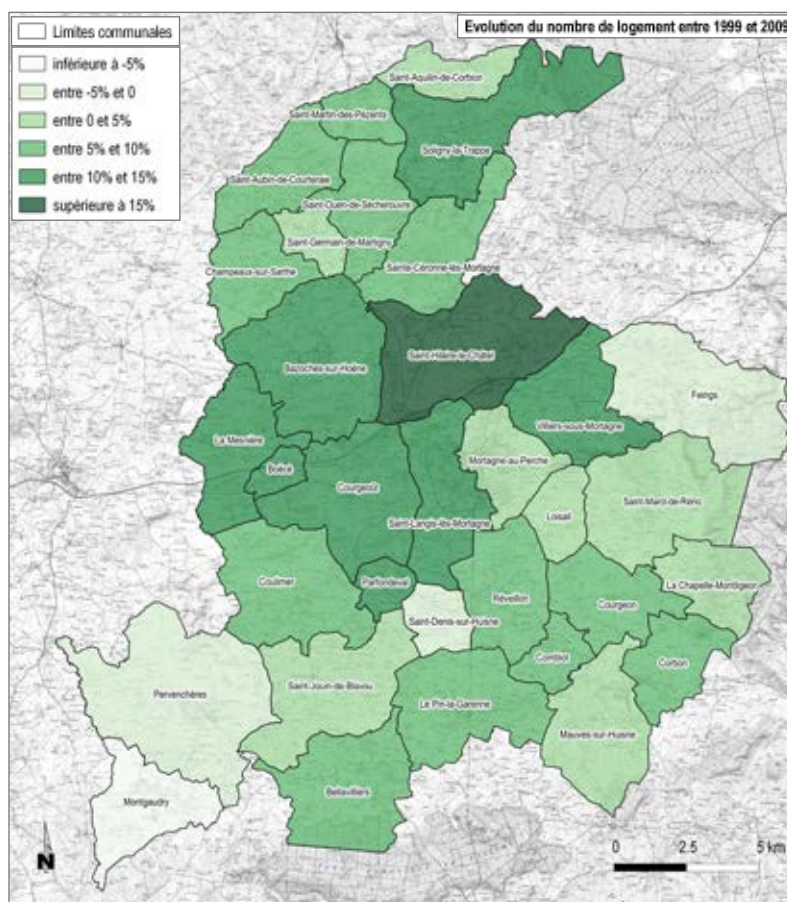 Evolution du nombre de logement entre 1999 et 2009
Limites communales
inférieure à -5%
entre -5% et 0
entre 0 et 5%
entre 5% et 10%
entre 10% et 15%
supérieure à 15%
Saint-Aquilin-de-Corbion
Saint-Martin-des-Pézerits
Soligny-la-Trappe
Saint-Aubin-de-Courteraie
Saint-Ouen-de-Sécherouvre
Saint-Germain-de-Martigny
Champeaux-sur-Sarthe
Sainte-Céronne-lès-Mortagne
Saint-Hilaire-le-Châtel
Bazoches-sur-Hoëne
Feings
Villiers-sous-Mortagne
La Mesnière
Mortagne-au-Perche
Boëcé
Courgeoût
Saint-Mard-de-Réno
Loisail
Saint-Langis-lès-Mortagne
Coulimer
Parfondeval
La Chapelle-Montligeon
Réveillon
Courgeon
Saint-Denis-sur-Huisne
Comblot
Corbon
Saint-Jouin-de-Blavou
Pervenchères
Le Pin-la-Garenne
Mauves-sur-Huisne
Bellavilliers
Montgaudry
N
0 2.5 5 km